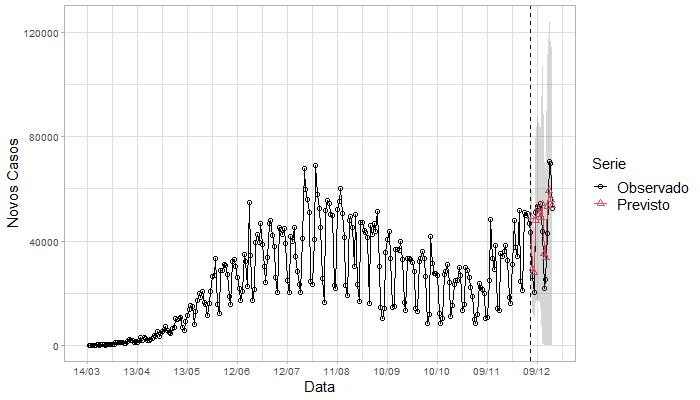 Novos Casos
120000
80000
40000
0
14/03 13/04 13/05 12/06 12/07 11/08 10/09 10/10 09/11 09/12
Data
Serie
Observado
Previsto